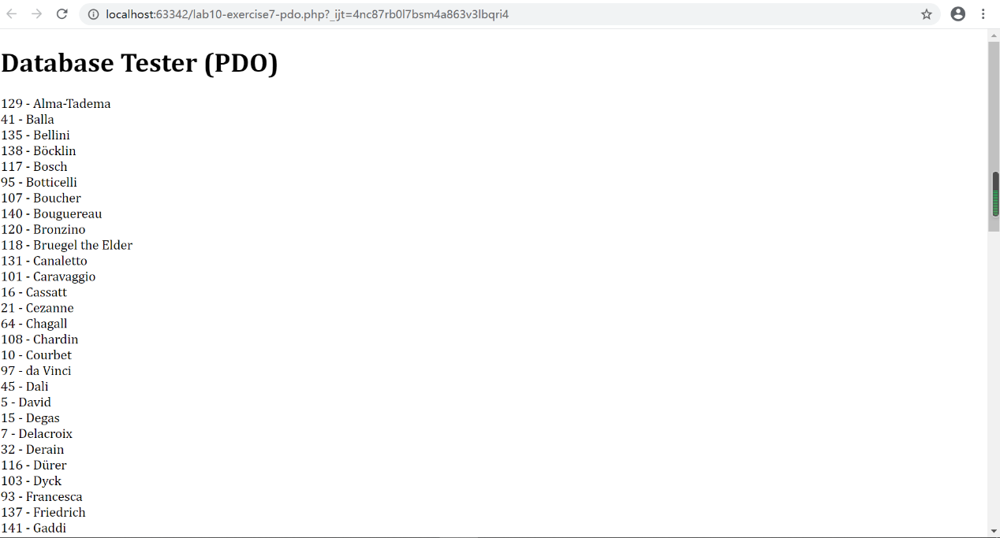 localhost:63342/lab10-exercise7-pdo.php?_ijt=4nc87rb0l7bsm4a863v3lbqri4
Database Tester (PDO)
129 - Alma-Tadema
41 - Balla
135 - Bellini
138 - Böcklin
117 - Bosch
95 - Botticelli
107 - Boucher
140 - Bouguereau
120 - Bronzino
118 - Bruegel the Elder
131 - Canaletto
101 - Caravaggio
16 - Cassatt
21 - Cezanne
64 - Chagall
108 - Chardin
10 - Courbet
97 - da Vinci
45 - Dali
5 - David
15 - Degas
7 - Delacroix
32 - Derain
116 - Dürer
103 - Dyck
93 - Francesca
137 - Friedrich
141 - Gaddi